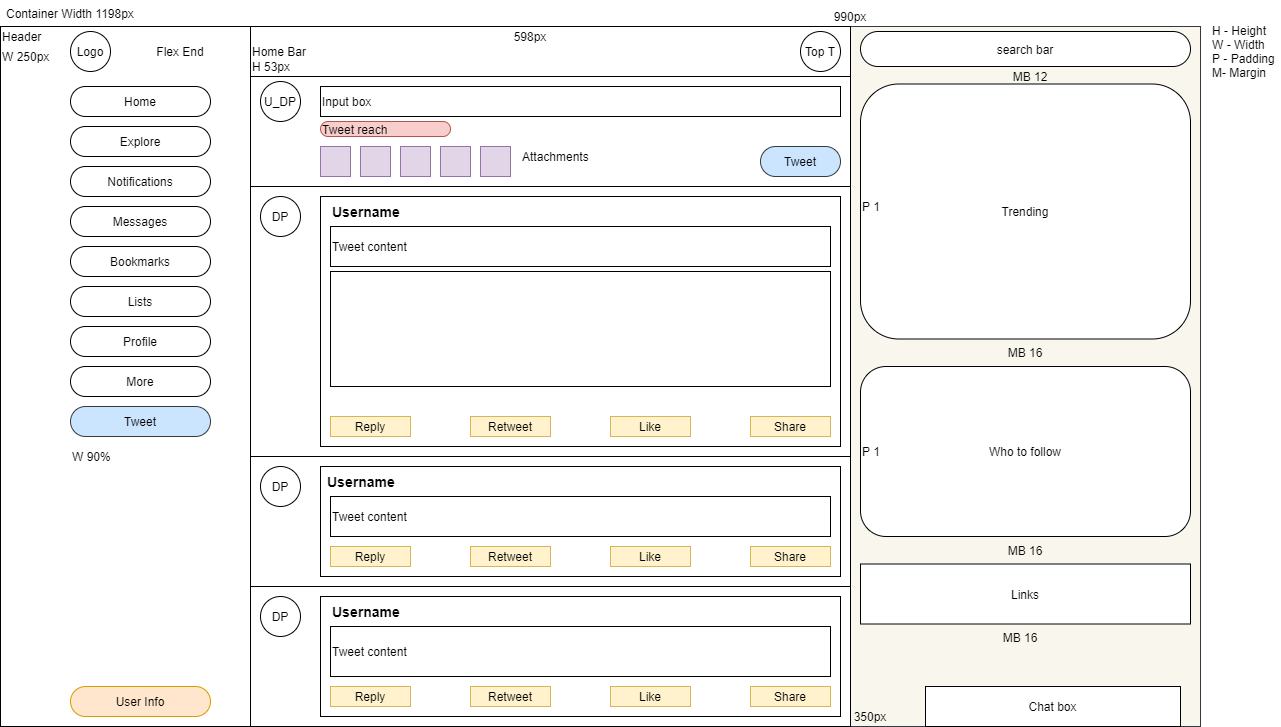 Container Width 1198px
990px
Header
W 250px
Logo
Flex End
Home
Explore
Notifications
Messages
Bookmarks
Lists
Profile
More
Tweet
W 90%
User Info
598px
Home Bar
H 53px
Top T
U_DP
Input box
Tweet reach
Attachments
Tweet
DP
Username
Tweet content
Reply
Retweet
Like
Share
DP
Username
Tweet content
Reply
Retweet
Like
Share
DP
Username
Tweet content
Reply
Retweet
Like
Share
search bar
MB 12
P 1
Trending
MB 16
P 1
Who to follow
MB 16
Links
MB 16
350px
Chat box
H - Height
W - Width
P - Padding
M- Margin